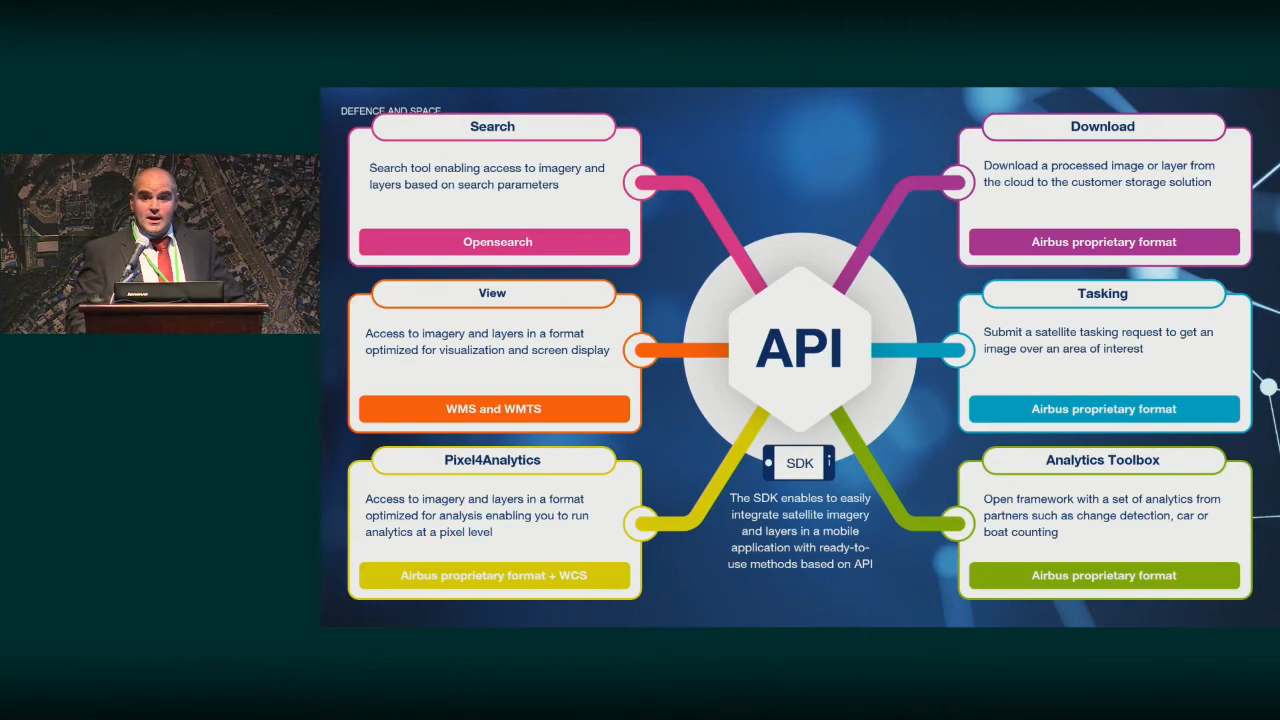 DEFENCE AND SPACE
Search
Search tool enabling access to imagery and
layers based on search parameters
Opensearch
View
Access to imagery and layers in a format
optimized for visualization and screen display
WMS and WMTS
Pixel4Analytics
Access to imagery and layers in a format
optimized for analysis enabling you to run
analytics at a pixel level
Airbus proprietary format + WCS
API
SDK
The SDK enables to easily
integrate satellite imagery
and layers in a mobile
application with ready-to-
use methods based on API
Download
Download a processed image or layer from
the cloud to the customer storage solution
Airbus proprietary format
Tasking
Submit a satellite tasking request to get an
image over an area of interest
Airbus proprietary format
Analytics Toolbox
Open framework with a set of analytics from
partners such as change detection, car or
boat counting
Airbus proprietary format
lenovo